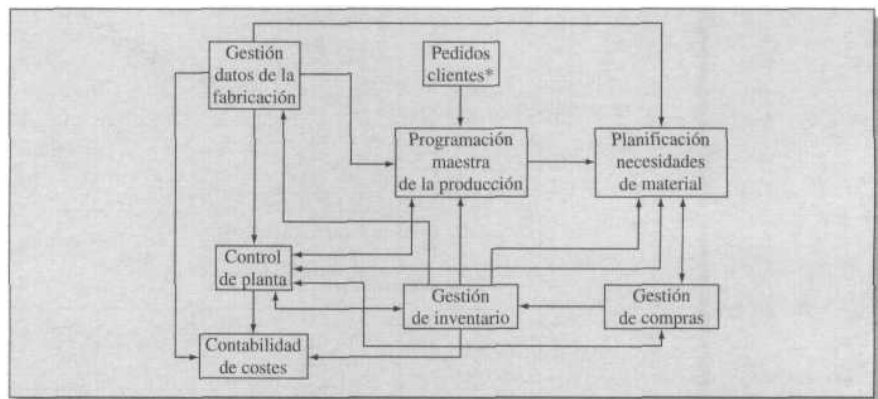 Gestión
datos de la
fabricación
Pedidos
clientes*
Programación
maestra
de la producción
Planificación
necesidades
de material
Control
de planta
Gestión
de inventario
Gestión
de compras
Contabilidad
de costes